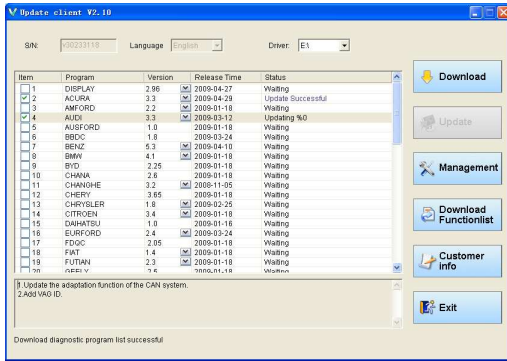 Update client V2.10
S/N: V30233118 Language English Driver: E:\
Item Program Version Release Time Status
1 DISPLAY 2.96 2009-04-27 Waiting
2 ACURA 3.3 2009-04-29 Update Successful
3 AMFORD 2.2 2009-01-18 Waiting
4 AUDI 3.3 2009-03-12 Updating %0
5 AUSFORD 1.0 2009-01-18 Waiting
6 BBDC 1.8 2009-03-24 Waiting
7 BENZ 5.3 2009-04-10 Waiting
8 BMW 4.1 2009-01-18 Waiting
9 BYD 2.25 2009-01-18 Waiting
10 CHANA 2.6 2009-01-18 Waiting
11 CHANGHE 3.2 2008-11-05 Waiting
12 CHERY 3.65 2009-01-18 Waiting
13 CHRYSLER 1.8 2009-02-25 Waiting
14 CITROEN 3.4 2009-01-18 Waiting
15 DAIHATSU 1.0 2009-01-16 Waiting
16 EURFORD 2.4 2009-03-24 Waiting
17 FDQC 2.05 2009-01-18 Waiting
18 FIAT 1.4 2009-01-18 Waiting
19 FUTIAN 2.3 2009-01-18 Waiting
20 GEELY 2.5 2009-01-18 Waiting
1.Update the adaptation function of the CAN system.
2.Add VAG ID.
Download diagnostic program list successful
Download
Update
Management
Download
Functionlist
Customer
info
Exit